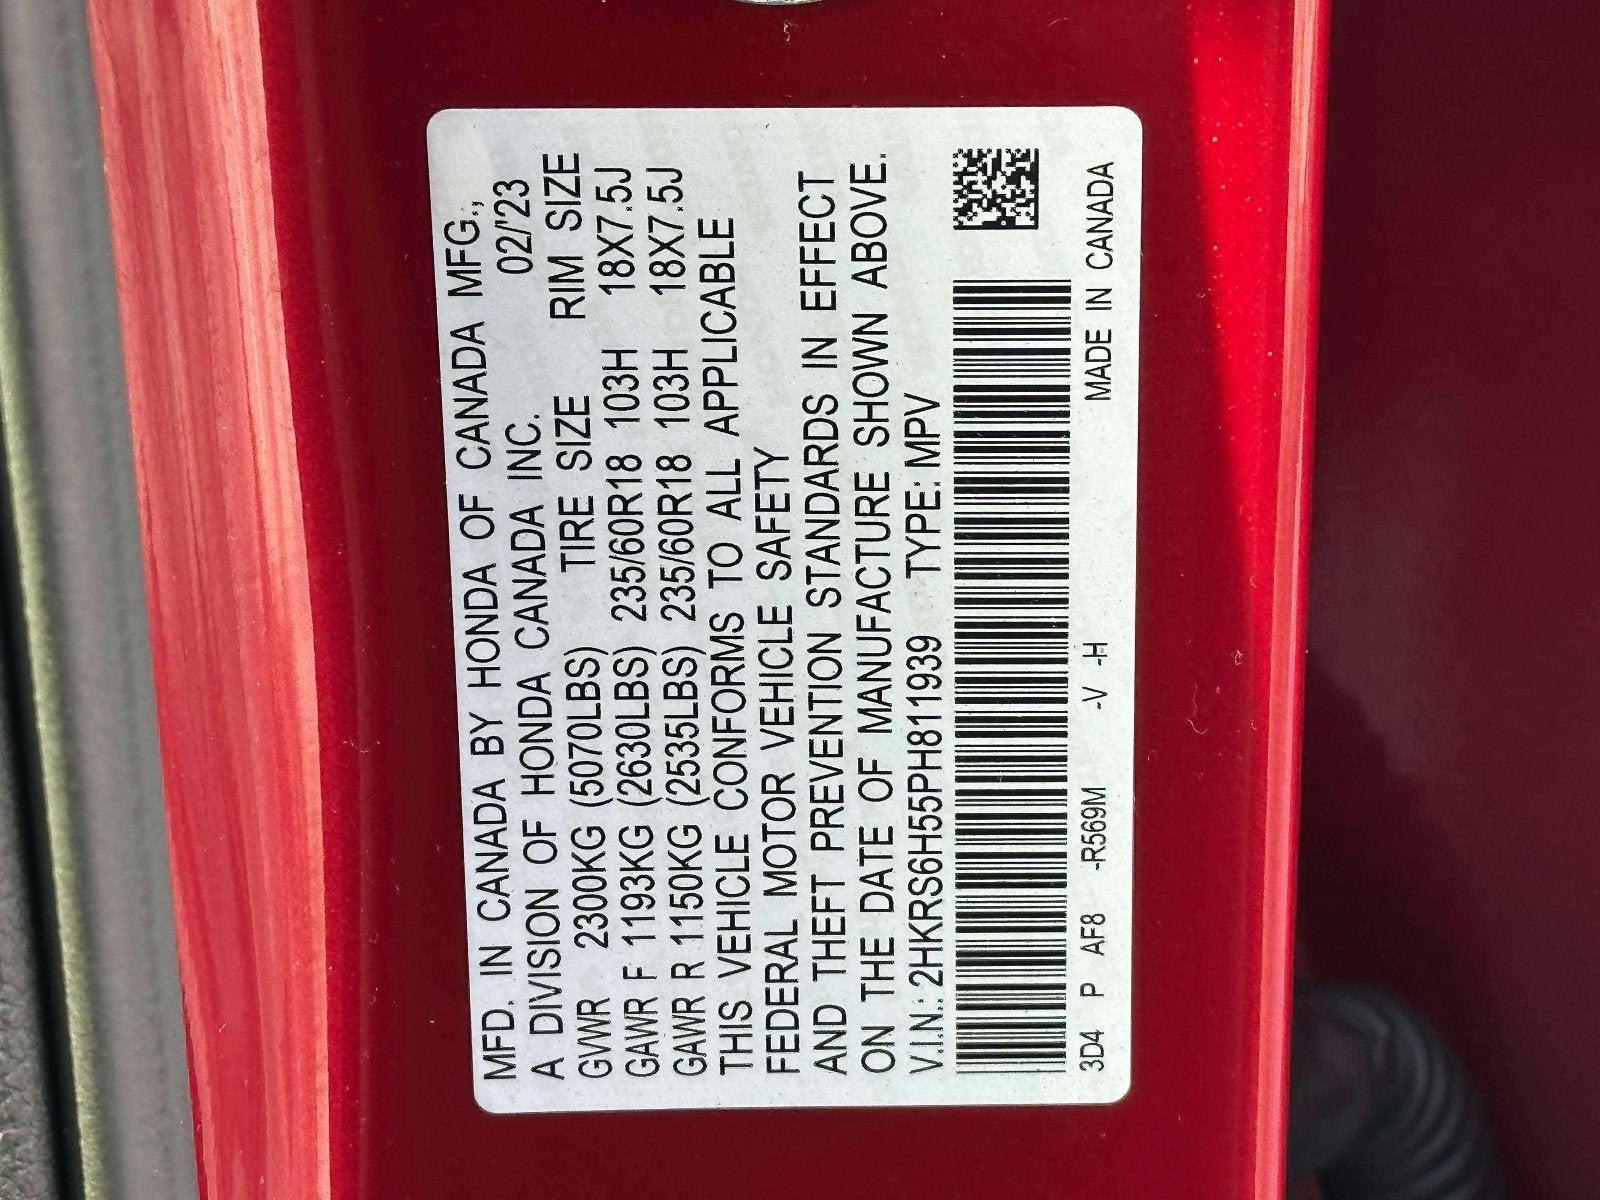 MFD. IN CANADA BY HONDA OF CANADA MFG.,
A DIVISION OF HONDA CANADA INC. 02/'23
GVWR 2300KG (5070LBS) TIRE SIZE RIM SIZE
GAWR F 1193KG (2630LBS) 235/60R18 103H 18X7.5J
GAWR R 1150KG (2535LBS) 235/60R18 103H 18X7.5J
THIS VEHICLE CONFORMS TO ALL APPLICABLE
FEDERAL MOTOR VEHICLE SAFETY
AND THEFT PREVENTION STANDARDS IN EFFECT
ON THE DATE OF MANUFACTURE SHOWN ABOVE.
V.I.N.: 2HKRS6H55PH811939 TYPE: MPV
3D4 P AF8 -R569M -V -H MADE IN CANADA